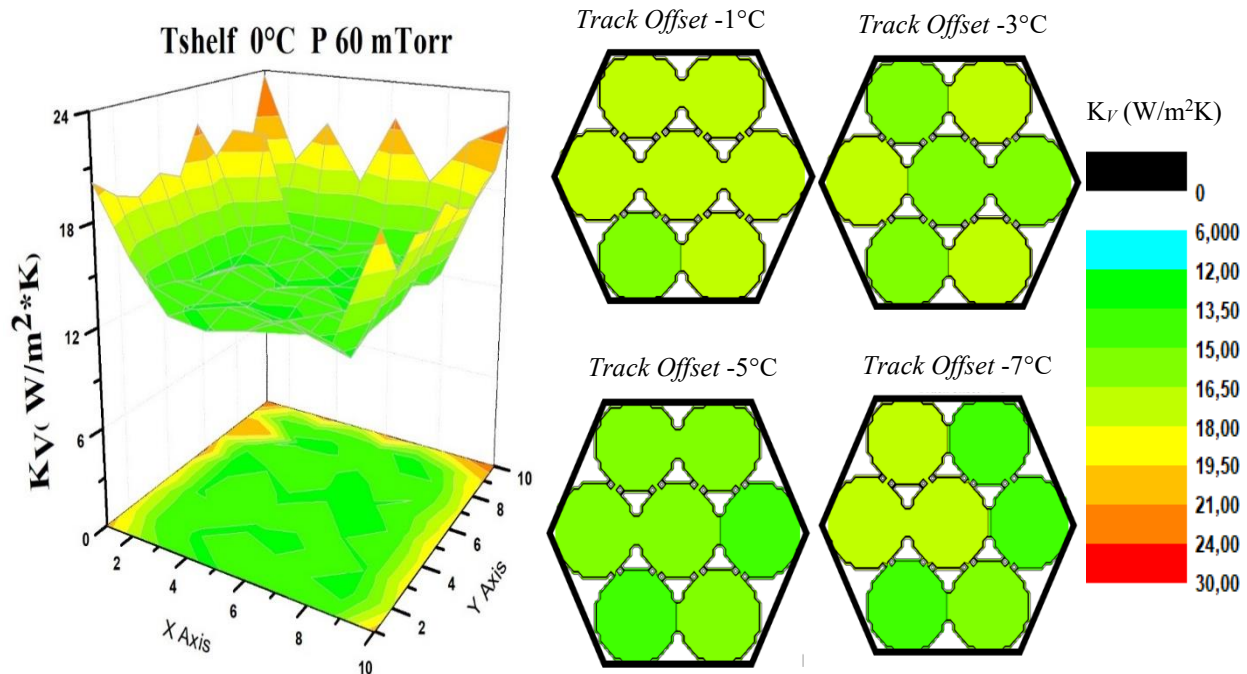 Tshelf 0°C P 60 mTorr
24
18
12
6
0
Kv( W/m²*K)
2
4
6
8
10
X Axis
2
4
6
8
10
Y Axis
Track Offset -1°C
Track Offset -3°C
Track Offset -5°C
Track Offset -7°C
KV (W/m²K)
0
6,000
12,00
13,50
15,00
16,50
18,00
19,50
21,00
24,00
30,00